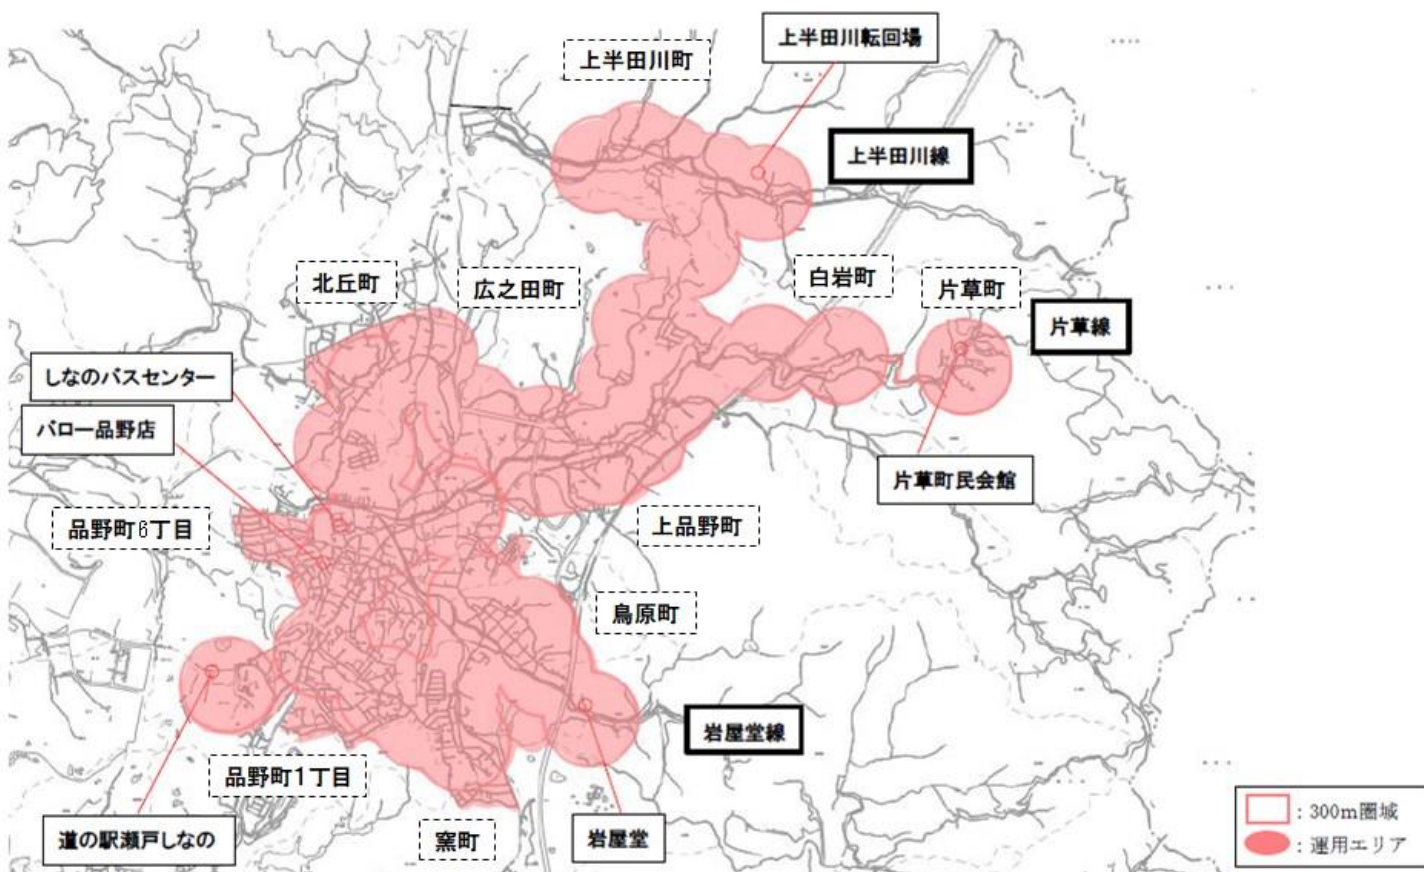 上半田川転回場
上半田川町
上半田川線
北丘町
広之田町
白岩町
片草町
片草線
しなのバスセンター
バロー品野店
片草町民会館
品野町6丁目
上品野町
鳥原町
岩屋堂線
品野町1丁目
道の駅瀬戸しなの
窯町
岩屋堂
：300m圏域
：運用エリア